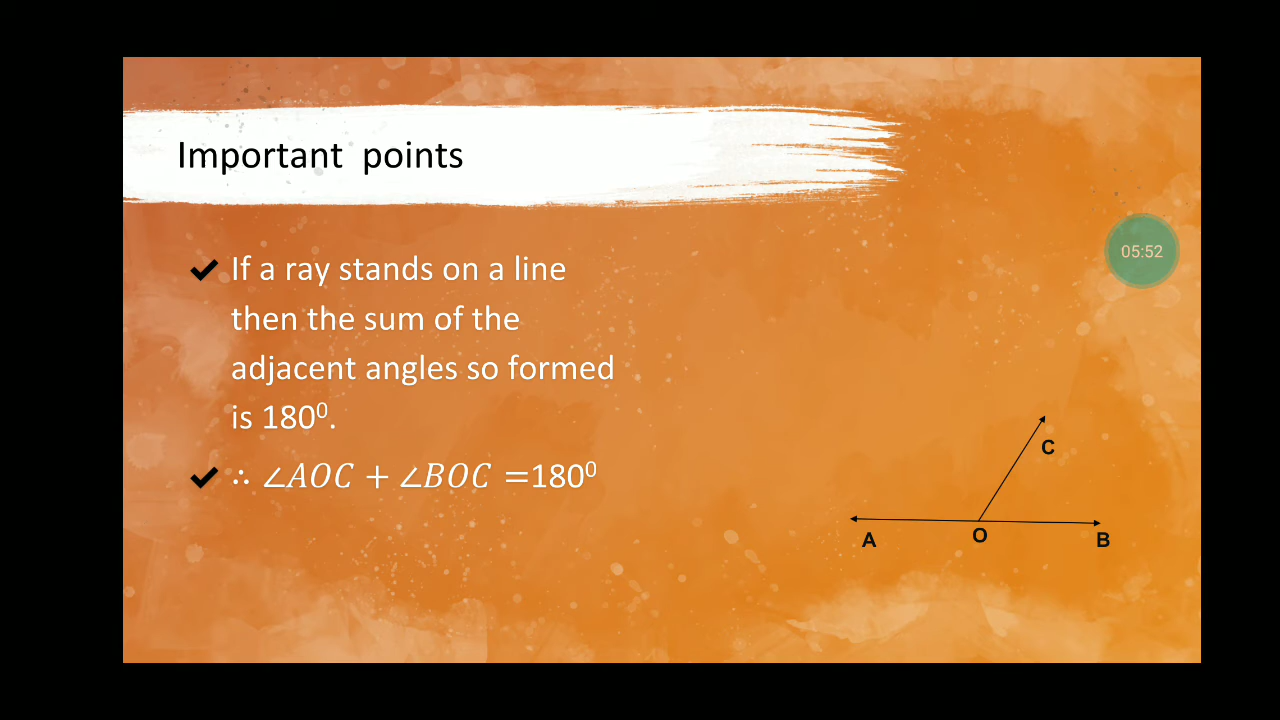 Important points
05:52
✔ If a ray stands on a line
then the sum of the
adjacent angles so formed
is 180⁰.
✔ ∴ ∠𝐴𝑂𝐶 + ∠𝐵𝑂𝐶 =180⁰
C
A
O
B